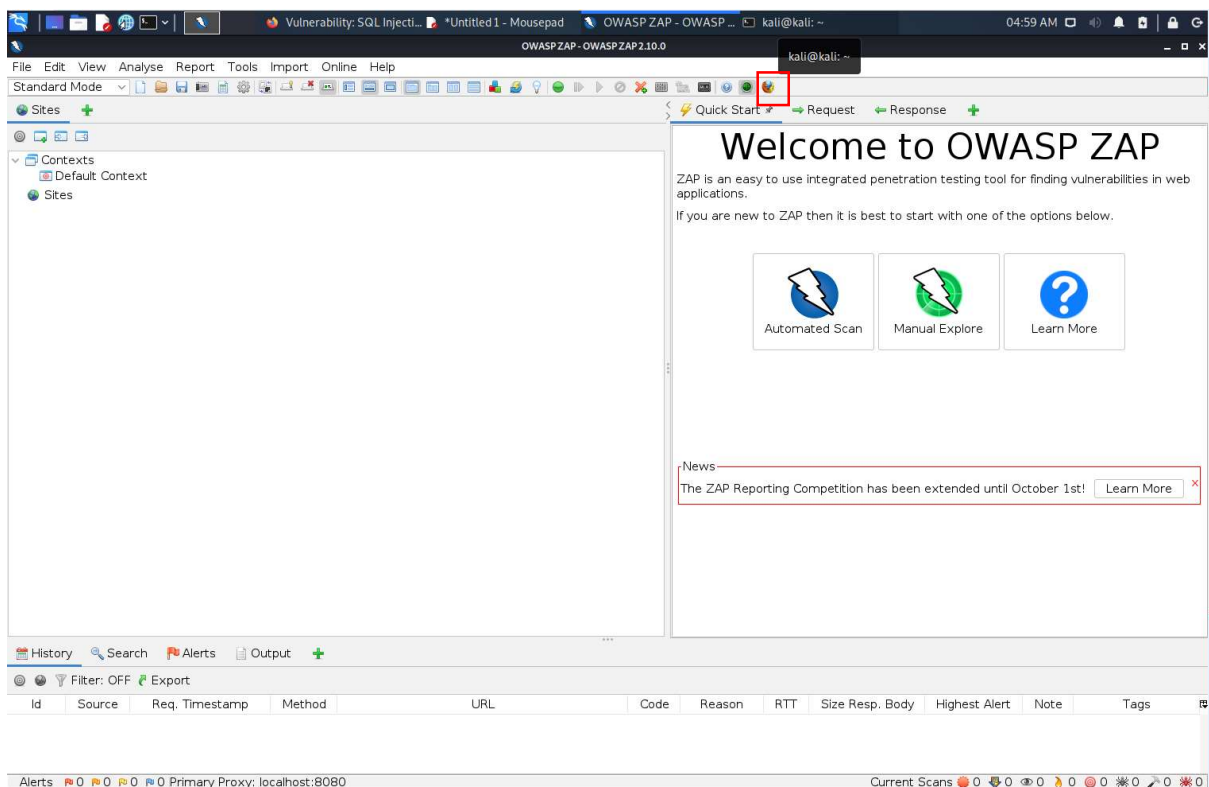 Vulnerability: SQL Injecti... *Untitled 1 - Mousepad OWASP ZAP - OWASP ... kali@kali: ~ 04:59 AM
OWASP ZAP - OWASP ZAP 2.10.0
kali@kali: ~
File Edit View Analyse Report Tools Import Online Help
Standard Mode
Sites
Quick Start Request Response
Contexts
Default Context
Sites
Welcome to OWASP ZAP
ZAP is an easy to use integrated penetration testing tool for finding vulnerabilities in web
applications.
If you are new to ZAP then it is best to start with one of the options below.
Automated Scan Manual Explore Learn More
News
The ZAP Reporting Competition has been extended until October 1st! Learn More
History Search Alerts Output
Filter: OFF Export
Id Source Req. Timestamp Method URL Code Reason RTT Size Resp. Body Highest Alert Note Tags
Alerts 0 0 0 0 Primary Proxy: localhost:8080 Current Scans 0 0 0 0 0 0 0 0